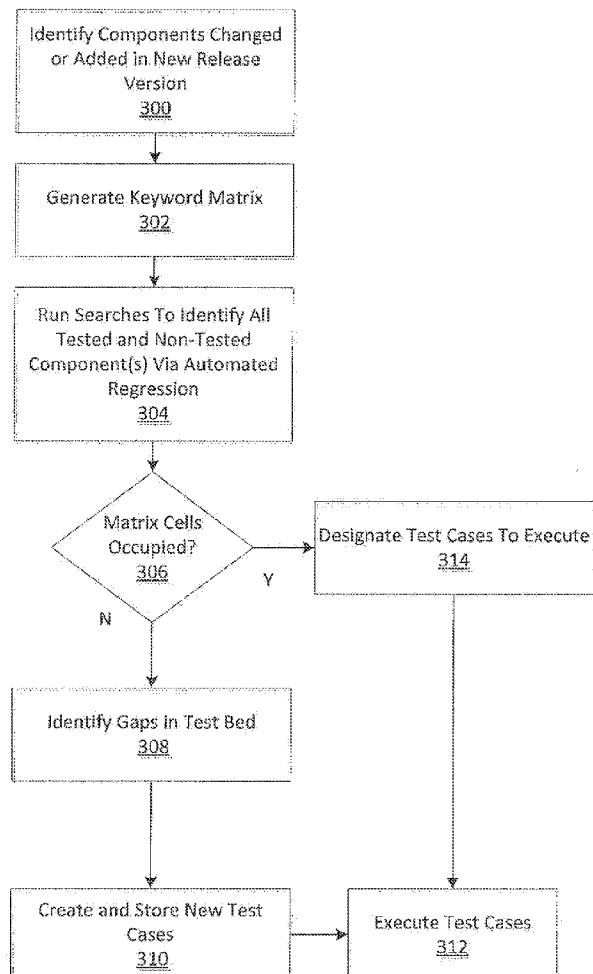 Identify Components Changed
or Added in New Release
Version
300
Generate Keyword Matrix
302
Run Searches To Identify All
Tested and Non-Tested
Component(s) Via Automated
Regression
304
Matrix Cells
Occupied?
306
Y
N
Designate Test Cases To Execute
314
Identify Gaps in Test Bed
308
Create and Store New Test
Cases
310
Execute Test Cases
312